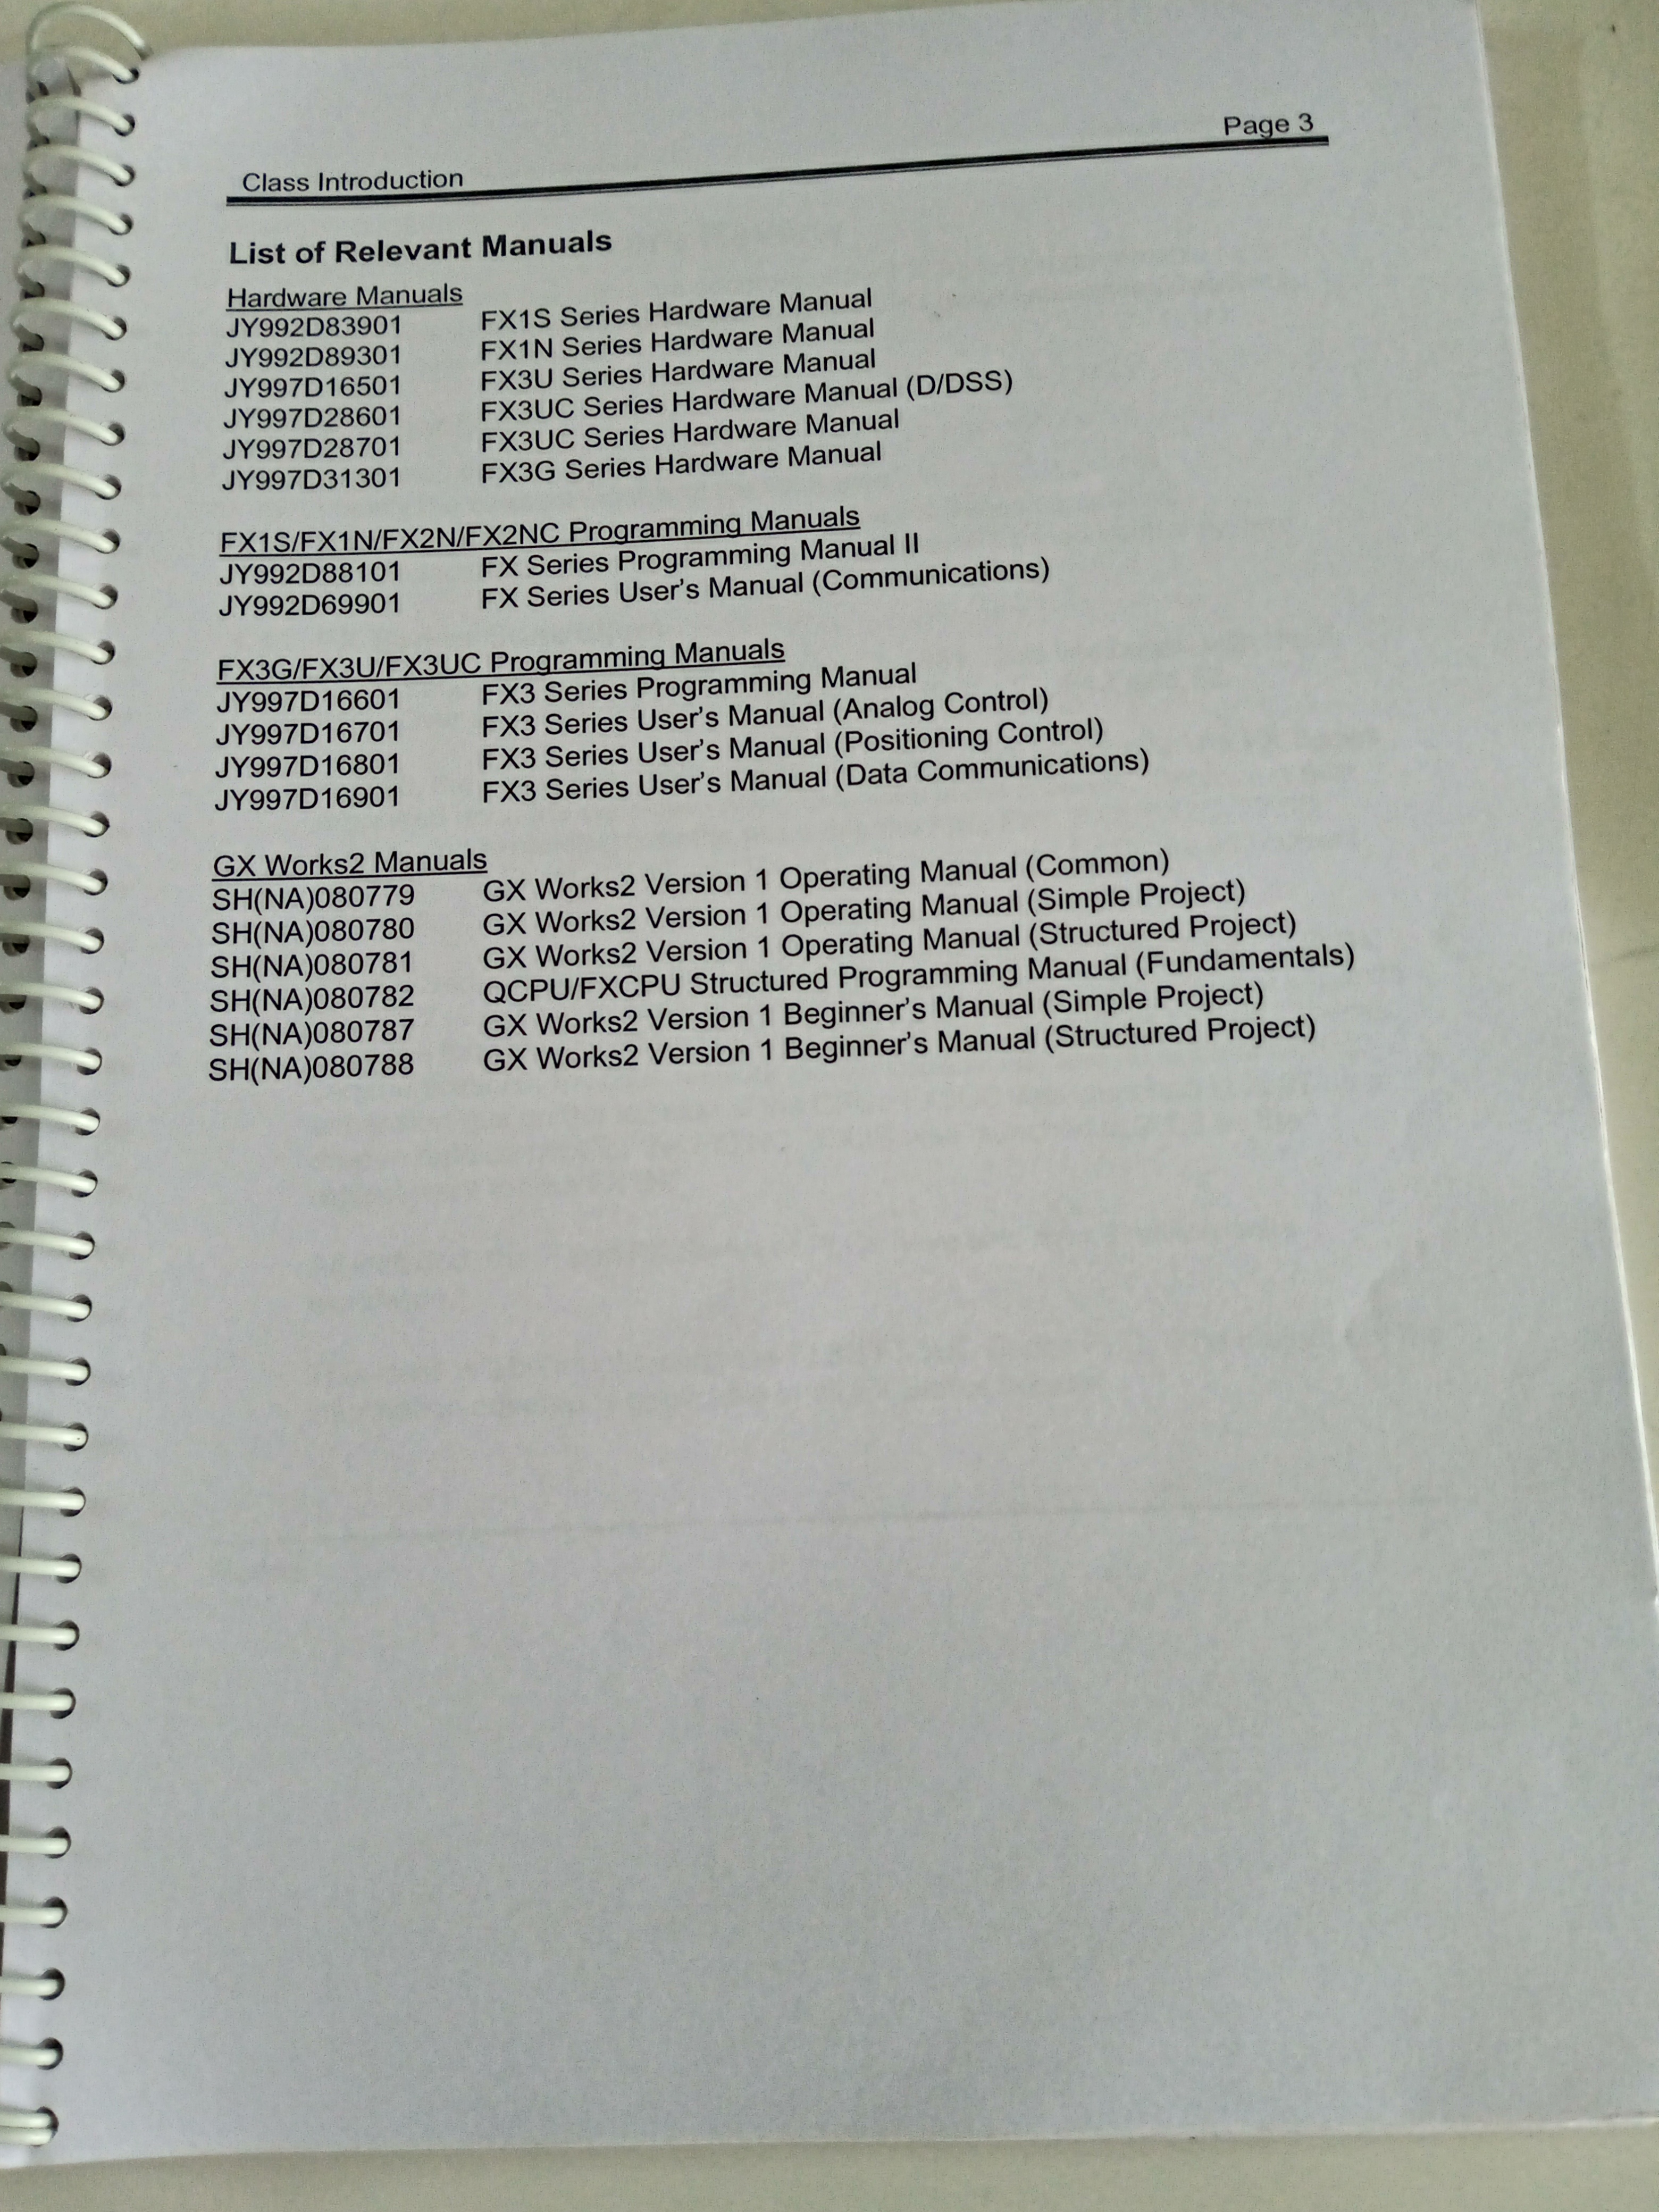 Page 3
Class Introduction
List of Relevant Manuals
Hardware Manuals
JY992D83901 FX1S Series Hardware Manual
JY992D89301 FX1N Series Hardware Manual
JY997D16501 FX3U Series Hardware Manual
JY997D28601 FX3UC Series Hardware Manual (D/DSS)
JY997D28701 FX3UC Series Hardware Manual
JY997D31301 FX3G Series Hardware Manual
FX1S/FX1N/FX2N/FX2NC Programming Manuals
JY992D88101 FX Series Programming Manual II
JY992D69901 FX Series User's Manual (Communications)
FX3G/FX3U/FX3UC Programming Manuals
JY997D16601 FX3 Series Programming Manual
JY997D16701 FX3 Series User's Manual (Analog Control)
JY997D16801 FX3 Series User's Manual (Positioning Control)
JY997D16901 FX3 Series User's Manual (Data Communications)
GX Works2 Manuals
SH(NA)080779 GX Works2 Version 1 Operating Manual (Common)
SH(NA)080780 GX Works2 Version 1 Operating Manual (Simple Project)
SH(NA)080781 GX Works2 Version 1 Operating Manual (Structured Project)
SH(NA)080782 QCPU/FXCPU Structured Programming Manual (Fundamentals)
SH(NA)080787 GX Works2 Version 1 Beginner's Manual (Simple Project)
SH(NA)080788 GX Works2 Version 1 Beginner's Manual (Structured Project)